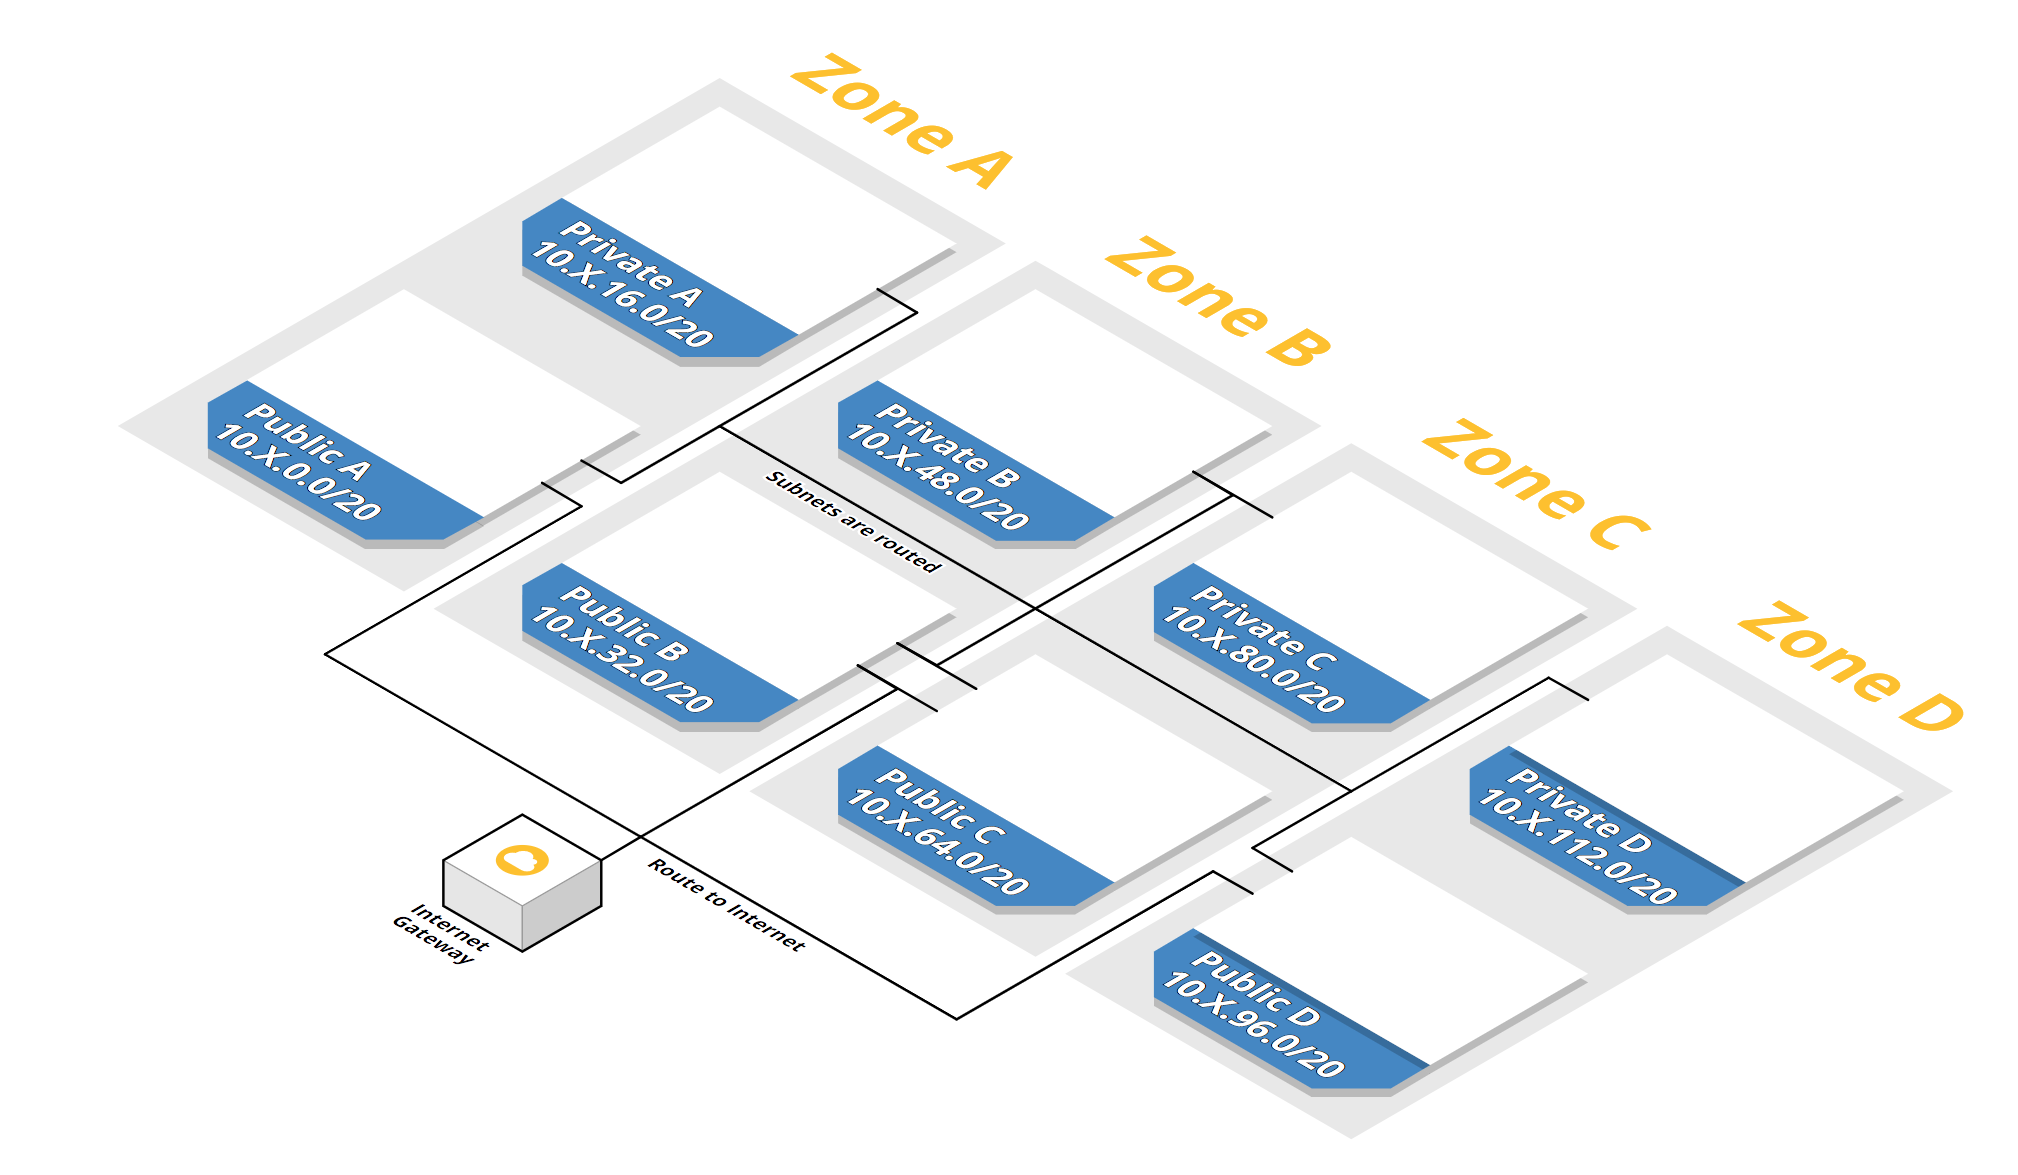 Zone A
Private A
10.X.16.0/20
Public A
10.X.0.0/20
Zone B
Private B
10.X.48.0/20
Public B
10.X.32.0/20
Zone C
Private C
10.X.80.0/20
Public C
10.X.64.0/20
Zone D
Private D
10.X.112.0/20
Public D
10.X.96.0/20
Subnets are routed
Route to Internet
Internet
Gateway